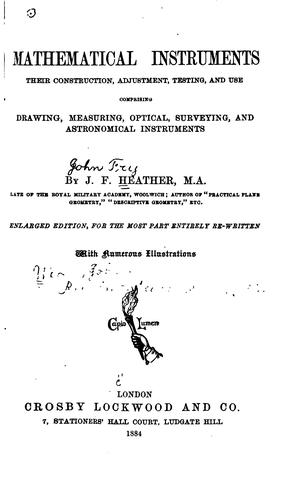 MATHEMATICAL INSTRUMENTS
THEIR CONSTRUCTION, ADJUSTMENT, TESTING, AND USE
COMPRISING
DRAWING, MEASURING, OPTICAL, SURVEYING, AND
ASTRONOMICAL INSTRUMENTS
John Fry
BY J. F. HEATHER, M.A.
LATE OF THE ROYAL MILITARY ACADEMY, WOOLWICH; AUTHOR OF "PRACTICAL PLANE
GEOMETRY," "DESCRIPTIVE GEOMETRY," ETC.
ENLARGED EDITION, FOR THE MOST PART ENTIRELY RE-WRITTEN
With Numerous Illustrations
Capio Lumen
LONDON
CROSBY LOCKWOOD AND CO.
7, STATIONERS' HALL COURT, LUDGATE HILL
1884